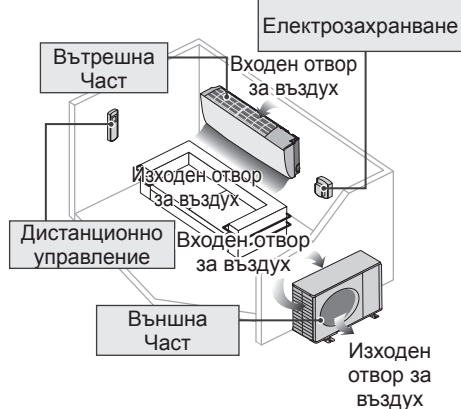 Електрозахранване
Вътрешна
Част
Входен отвор
за въздух
Изходен отвор
за въздух
Дистанционно
управление
Входен отвор
за въздух
Външна
Част
Изходен
отвор за
въздух